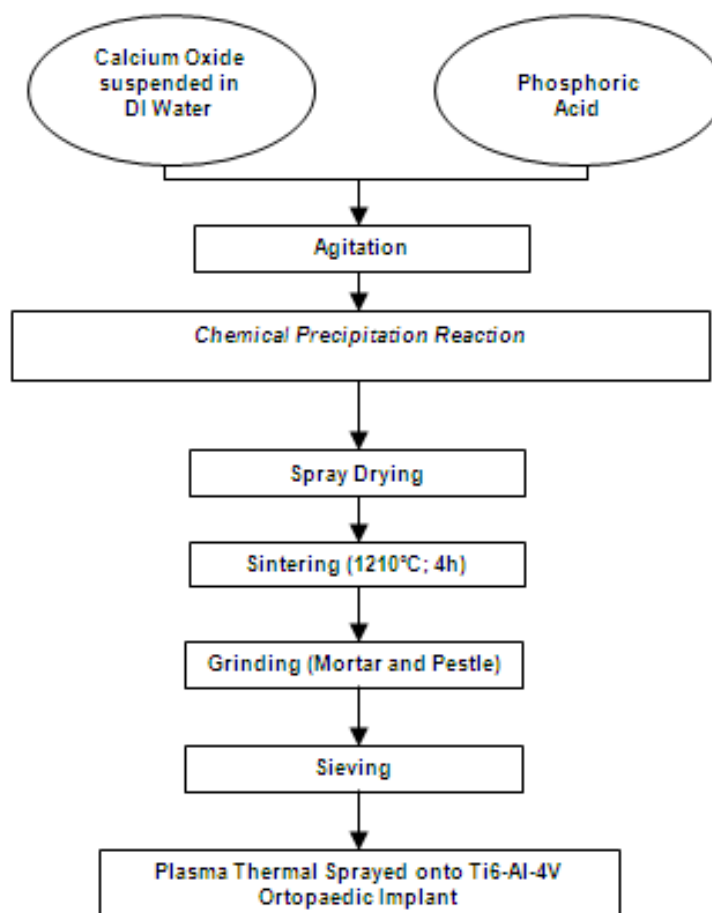 Calcium Oxide
suspended in
DI Water
Phosphoric
Acid
Agitation
Chemical Precipitation Reaction
Spray Drying
Sintering (1210ºC; 4h)
Grinding (Mortar and Pestle)
Sieving
Plasma Thermal Sprayed onto Ti6-Al-4V
Ortopaedic Implant